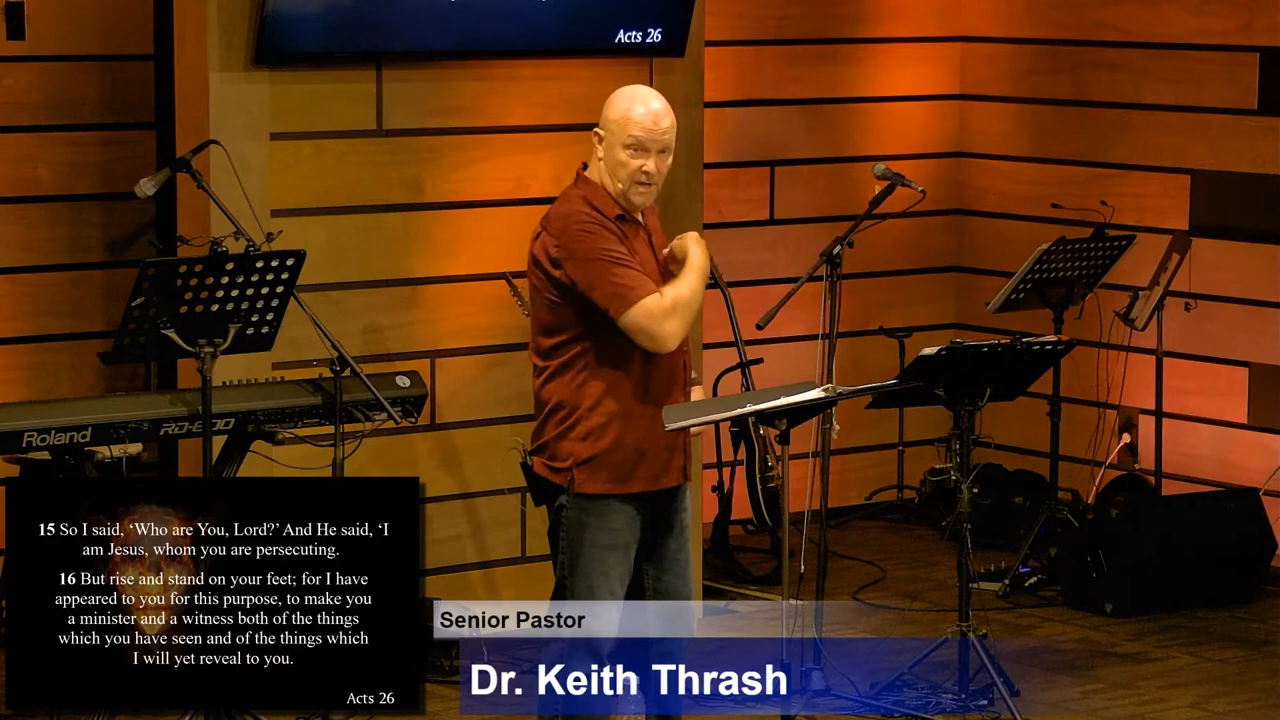 Acts 26
Roland
RD-800
15 So I said, ‘Who are You, Lord?’ And He said, ‘I
am Jesus, whom you are persecuting.
16 But rise and stand on your feet; for I have
appeared to you for this purpose, to make you
a minister and a witness both of the things
which you have seen and of the things which
I will yet reveal to you.
Acts 26
Senior Pastor
Dr. Keith Thrash